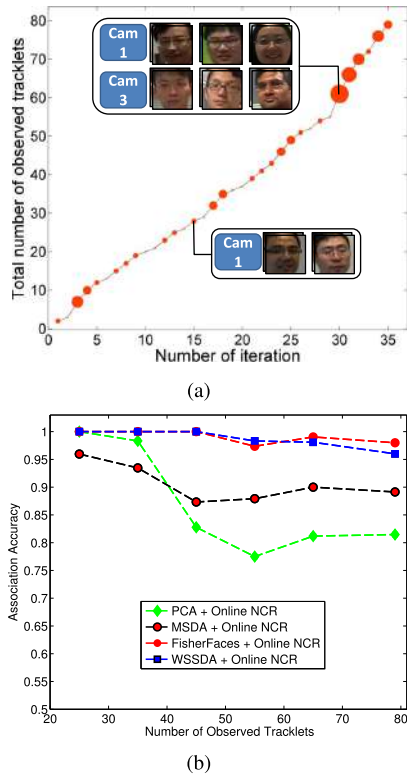 80
70
60
50
40
30
20
10
0
Total number of observed tracklets
Cam 1
Cam 3
Cam 1
0 5 10 15 20 25 30 35
Number of iteration
(a)
1
0.95
0.9
0.85
0.8
0.75
0.7
0.65
0.6
0.55
0.5
Association Accuracy
PCA + Online NCR
MSDA + Online NCR
FisherFaces + Online NCR
WSSDA + Online NCR
20 30 40 50 60 70 80
Number of Observed Tracklets
(b)